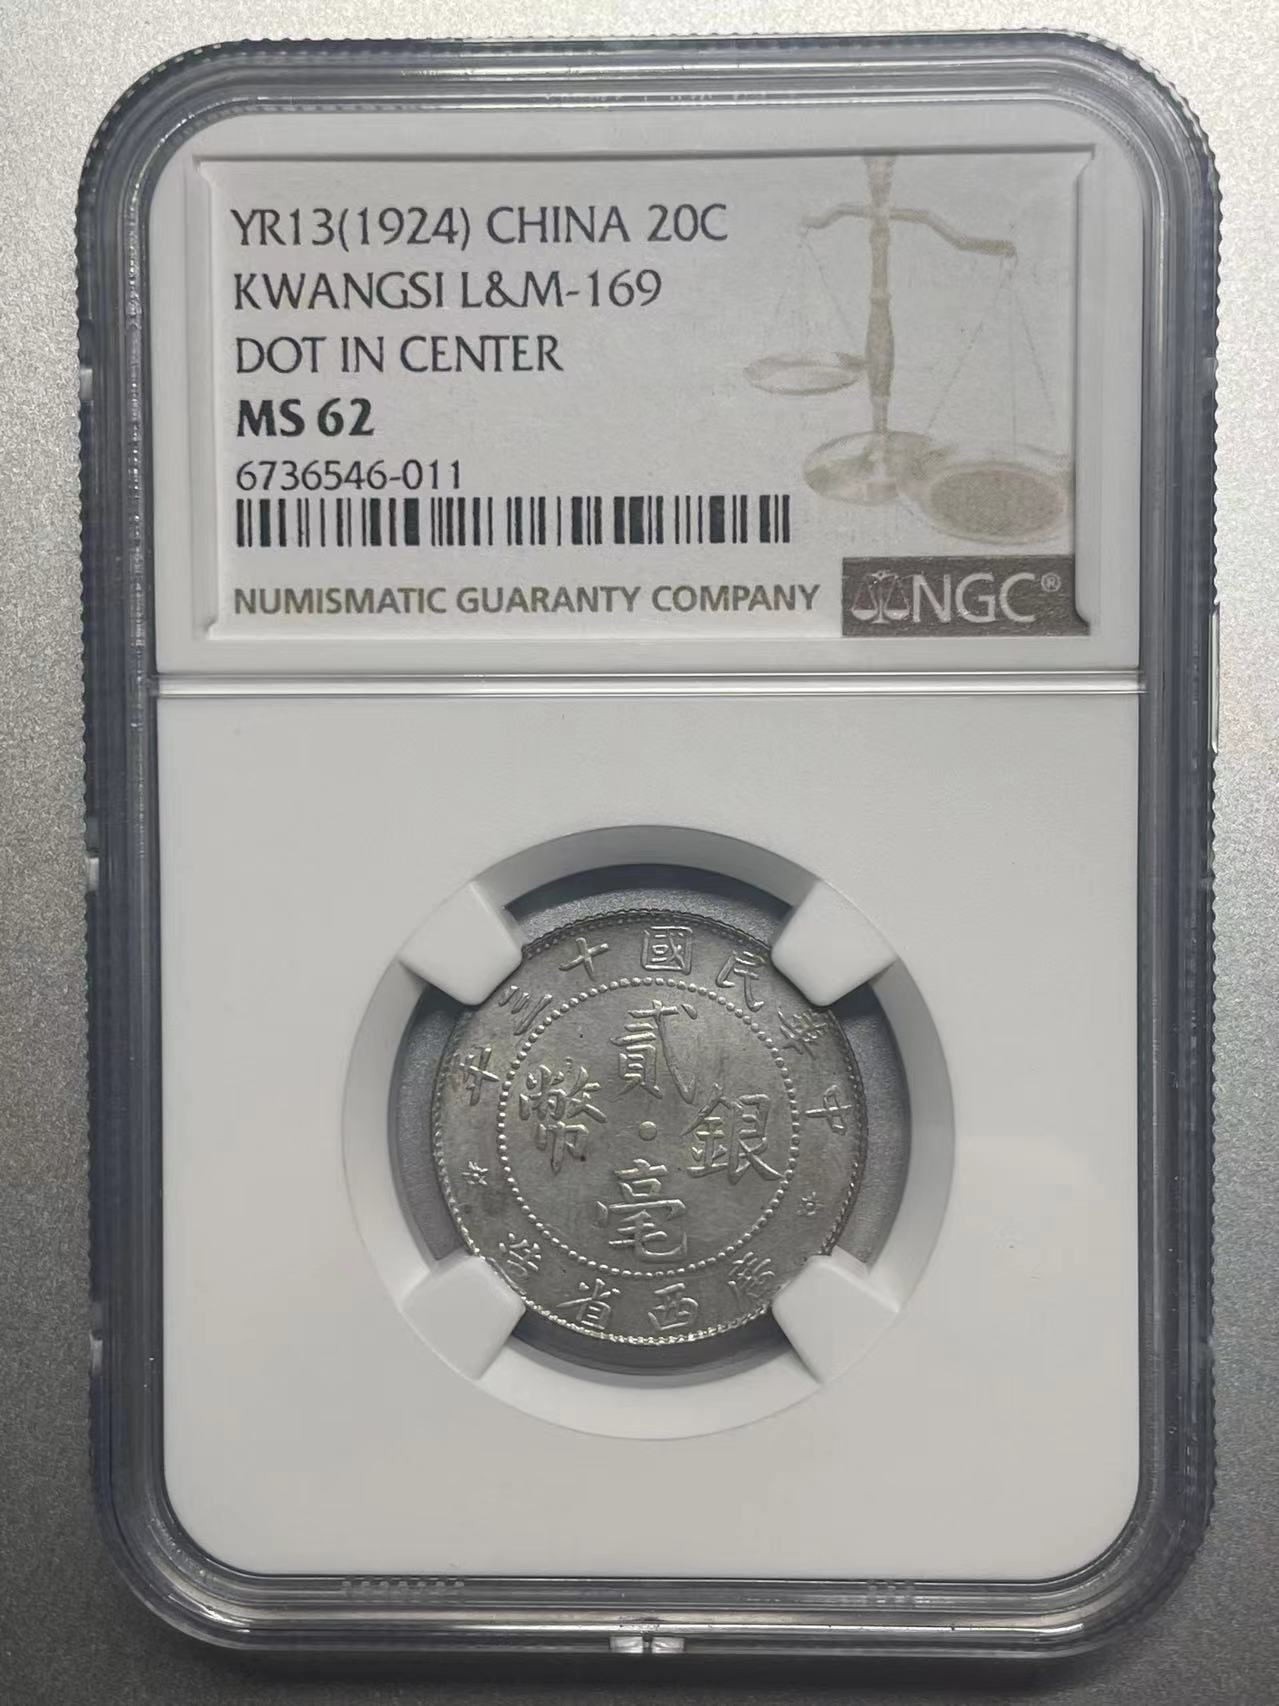 YR13(1924) CHINA 20C
KWANGSI L&M-169
DOT IN CENTER
MS 62
6736546-011
NUMISMATIC GUARANTY COMPANY
NGC®
中華民國十三年
貳毫
銀幣
廣西省造